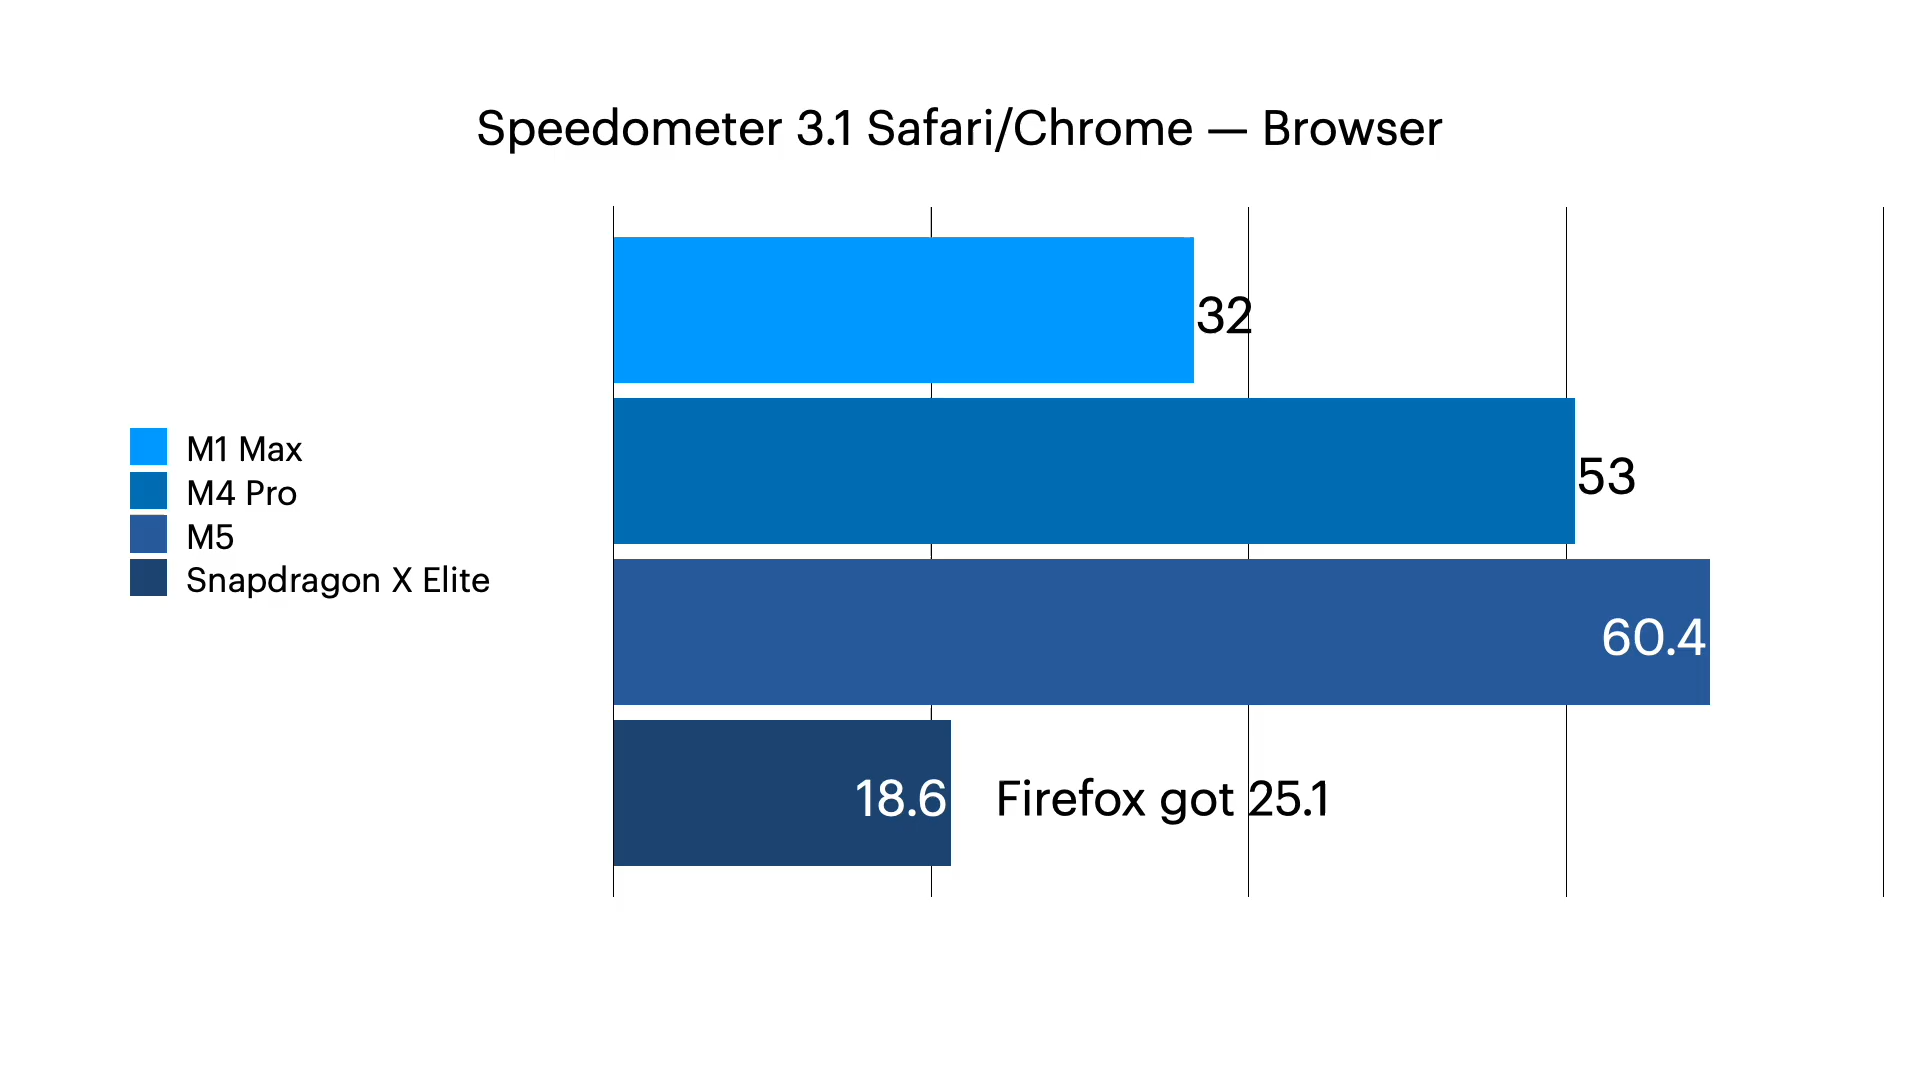 Speedometer 3.1 Safari/Chrome — Browser
M1 Max
M4 Pro
M5
Snapdragon X Elite
32
53
60.4
18.6
Firefox got 25.1